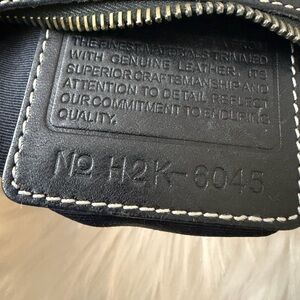 THE FINEST MATERIALS TRIMMED
WITH GENUINE LEATHER. ITS
SUPERIOR CRAFTSMANSHIP AND
ATTENTION TO DETAIL REFLECT
OUR COMMITMENT TO ENDURING
QUALITY.
No H2K-6045